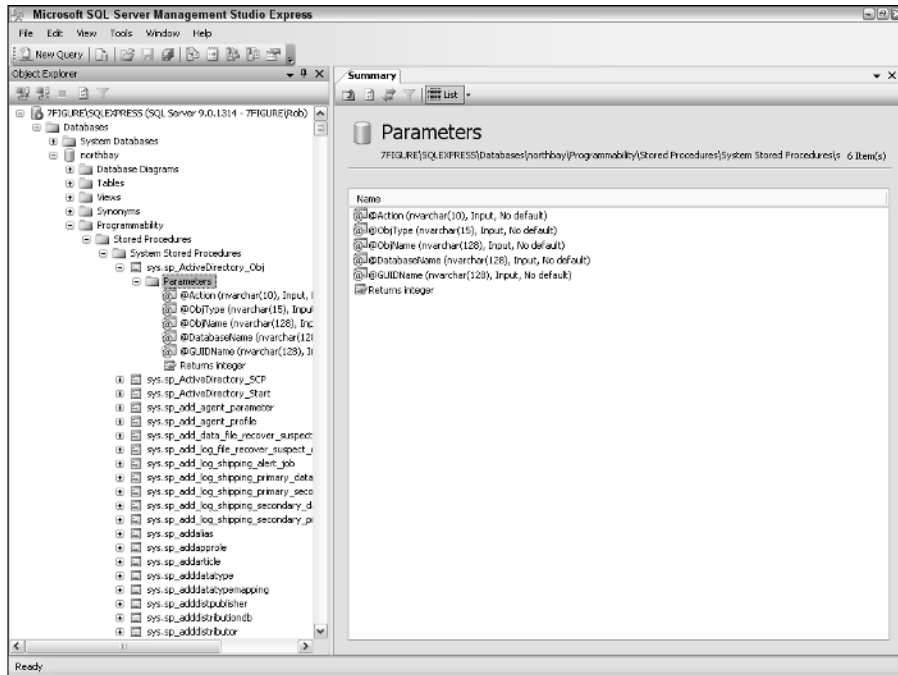 Microsoft SQL Server Management Studio Express
File Edit View Tools Window Help
New Query
Object Explorer
7FIGURE\SQLEXPRESS (SQL Server 9.0.1314 - 7FIGURE\Rob)
Databases
System Databases
northbay
Database Diagrams
Tables
Views
Synonyms
Programmability
Stored Procedures
System Stored Procedures
sys.sp_ActiveDirectory_Obj
Parameters
@Action (nvarchar(10), Input,
@ObjType (nvarchar(15), Input
@ObjName (nvarchar(128), Inp
@DatabaseName (nvarchar(128
@GUIDName (nvarchar(128), In
Returns integer
sys.sp_ActiveDirectory_SCP
sys.sp_ActiveDirectory_Start
sys.sp_add_agent_parameter
sys.sp_add_agent_profile
sys.sp_add_data_file_recover_suspect
sys.sp_add_log_file_recover_suspect_
sys.sp_add_log_shipping_alert_job
sys.sp_add_log_shipping_primary_data
sys.sp_add_log_shipping_primary_seco
sys.sp_add_log_shipping_secondary_d
sys.sp_add_log_shipping_secondary_p
sys.sp_addalias
sys.sp_addapprole
sys.sp_addarticle
sys.sp_adddatatype
sys.sp_adddatatypemapping
sys.sp_adddistpublisher
sys.sp_adddistributiondb
sys.sp_adddistributor
Summary
List
Parameters
7FIGURE\SQLEXPRESS\Databases\northbay\Programmability\Stored Procedures\System Stored Procedures\s 6 Item(s)
Name
@Action (nvarchar(10), Input, No default)
@ObjType (nvarchar(15), Input, No default)
@ObjName (nvarchar(128), Input, No default)
@DatabaseName (nvarchar(128), Input, No default)
@GUIDName (nvarchar(128), Input, No default)
Returns integer
Ready